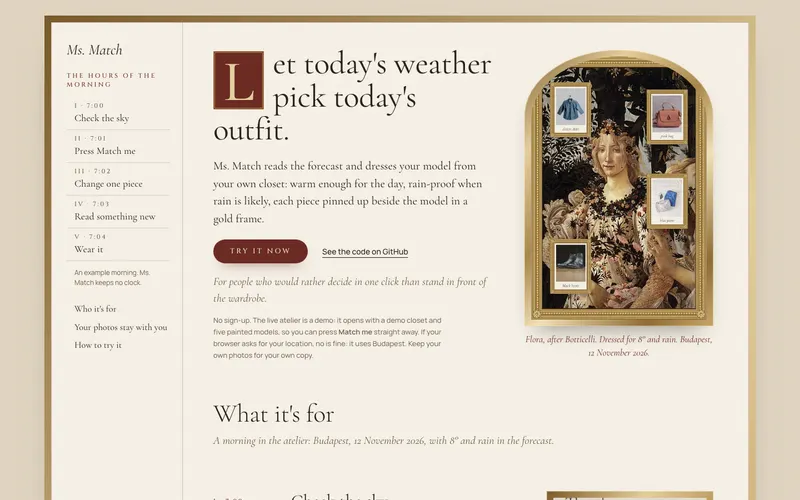 Ms. Match
THE HOURS OF THE
MORNING
I · 7:00
Check the sky
II · 7:01
Press Match me
III · 7:02
Change one piece
IV · 7:03
Read something new
V · 7:04
Wear it
An example morning. Ms.
Match keeps no clock.
Who it's for
Your photos stay with you
How to try it
Let today's weather
pick today's
outfit.
Ms. Match reads the forecast and dresses your model from
your own closet: warm enough for the day, rain-proof when
rain is likely, each piece pinned up beside the model in a
gold frame.
TRY IT NOW
See the code on GitHub
For people who would rather decide in one click than stand in front of
the wardrobe.
No sign-up. The live atelier is a demo: it opens with a demo closet and
five painted models, so you can press Match me straight away. If your
browser asks for your location, no is fine: it uses Budapest. Keep your
own photos for your own copy.
Flora, after Botticelli. Dressed for 8° and rain. Budapest,
12 November 2026.
What it's for
A morning in the atelier: Budapest, 12 November 2026, with 8° and rain in the forecast.